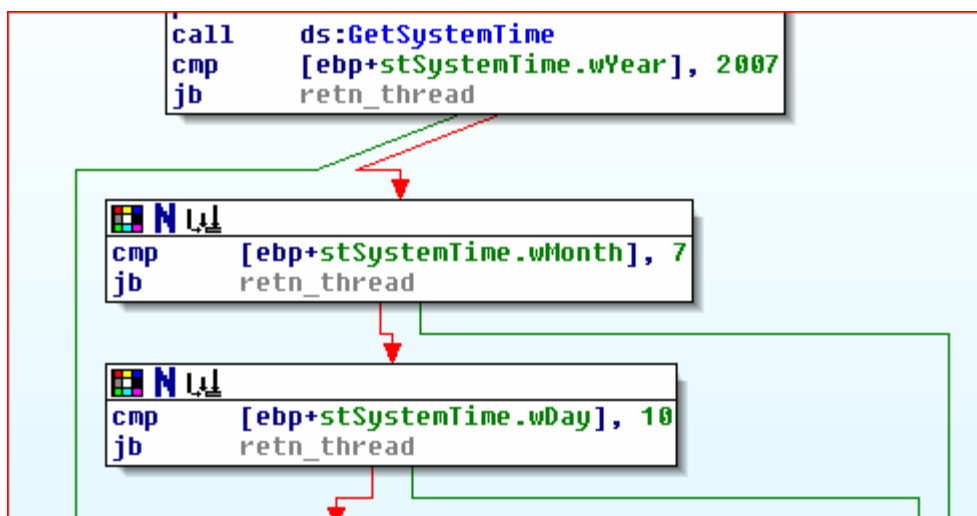 call ds:GetSystemTime
cmp [ebp+stSystemTime.wYear], 2007
jb retn_thread
N
cmp [ebp+stSystemTime.wMonth], 7
jb retn_thread
N
cmp [ebp+stSystemTime.wDay], 10
jb retn_thread